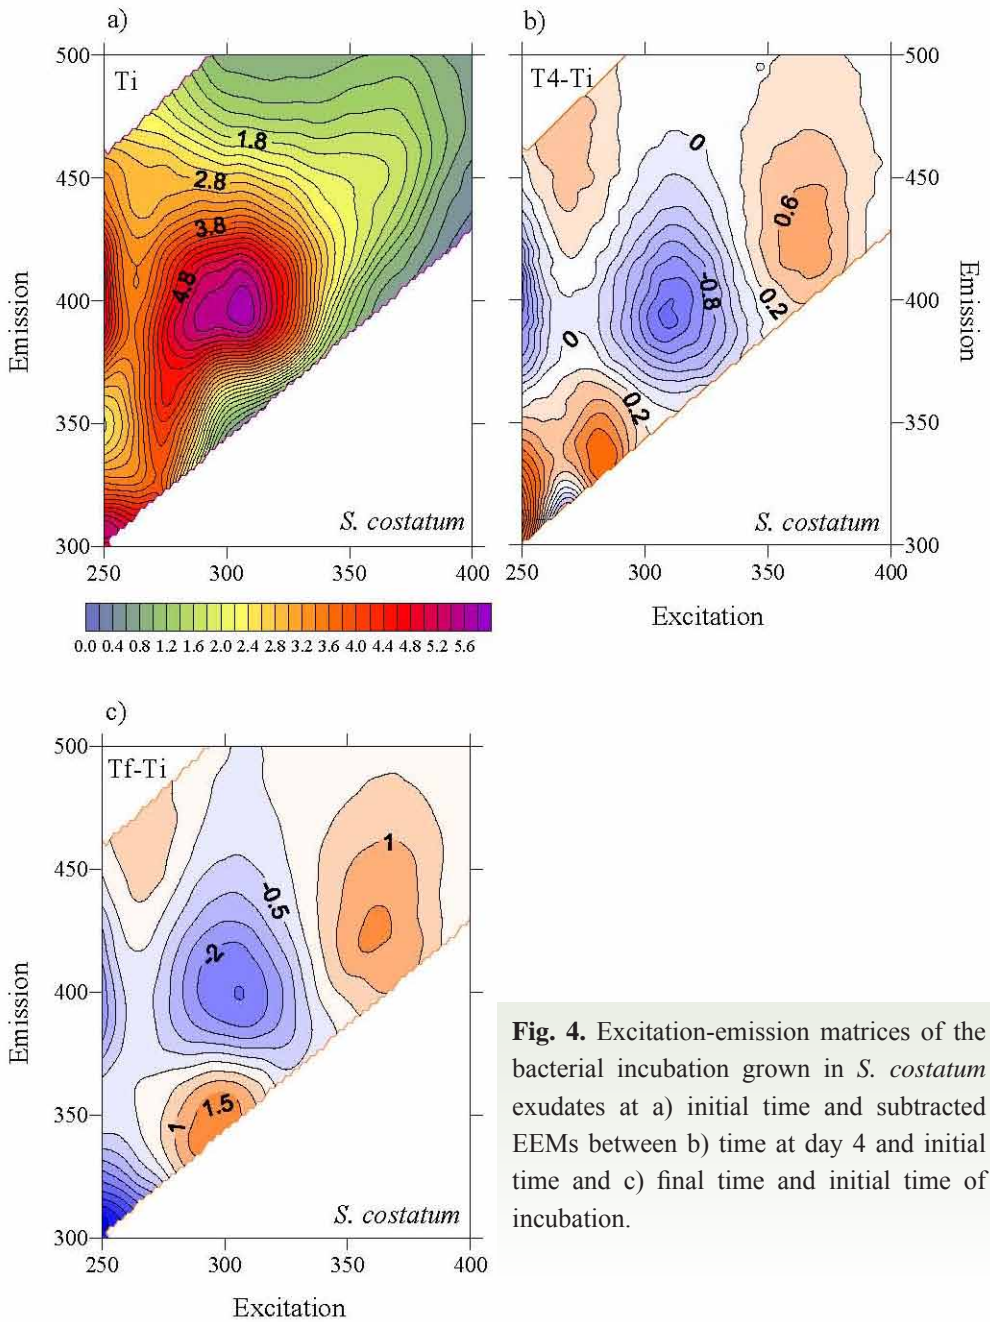 a)
b)
500
Ti
1.8
450
2.8
3.8
4.8
400
Emission
350
300
S. costatum
250
300
350
400
0.0 0.4 0.8 1.2 1.6 2.0 2.4 2.8 3.2 3.6 4.0 4.4 4.8 5.2 5.6
500
T4-Ti
500
0
450
450
0.6
-0.8
400
0.2
400
Emission
0
0.2
350
350
S. costatum
300
300
250
300
350
400
Excitation
c)
500
Tf-Ti
1
450
-0.5
-2
400
Emission
1.5
1
350
S. costatum
300
250
300
350
400
Excitation
Fig. 4. Excitation-emission matrices of the
bacterial incubation grown in S. costatum
exudates at a) initial time and subtracted
EEMs between b) time at day 4 and initial
time and c) final time and initial time of
incubation.